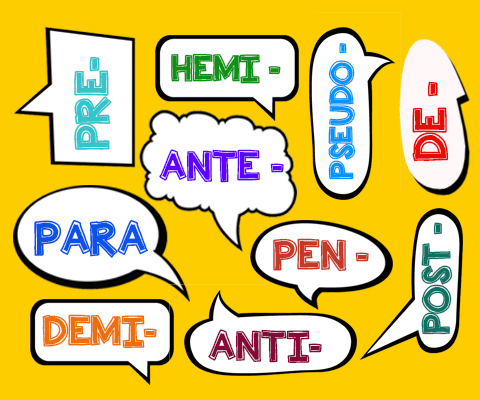 PRE-
HEMI -
PSEUDO -
DE -
ANTE -
PARA
PEN -
POST -
DEMI-
ANTI-